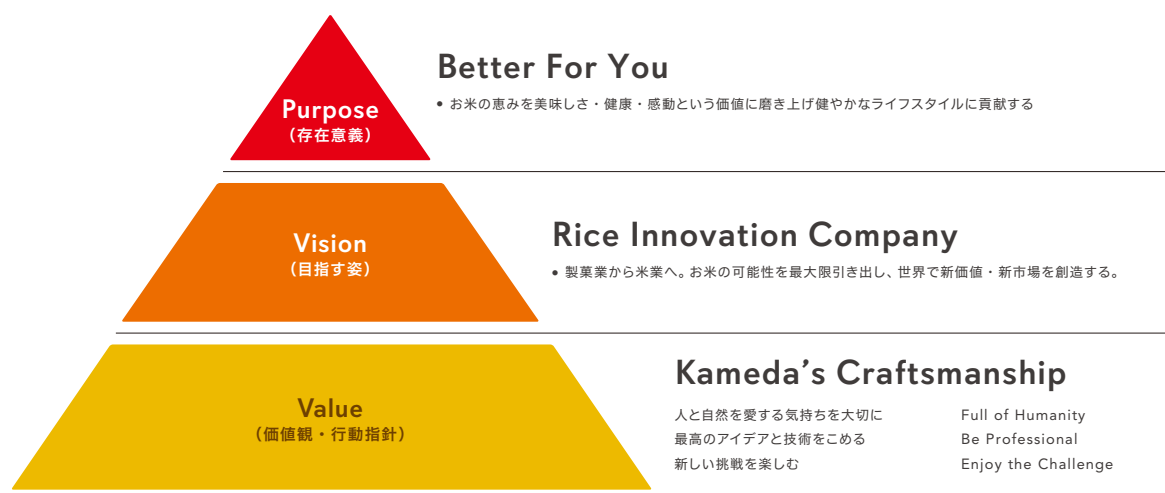 Purpose
（存在意義）
Better For You
• お米の恵みを美味しさ・健康・感動という価値に磨き上げ健やかなライフスタイルに貢献する
Vision
（目指す姿）
Rice Innovation Company
• 製菓業から米業へ。お米の可能性を最大限引き出し、世界で新価値・新市場を創造する。
Value
（価値観・行動指針）
Kameda’s Craftsmanship
人と自然を愛する気持ちを大切に
Full of Humanity
最高のアイデアと技術をこめる
Be Professional
新しい挑戦を楽しむ
Enjoy the Challenge